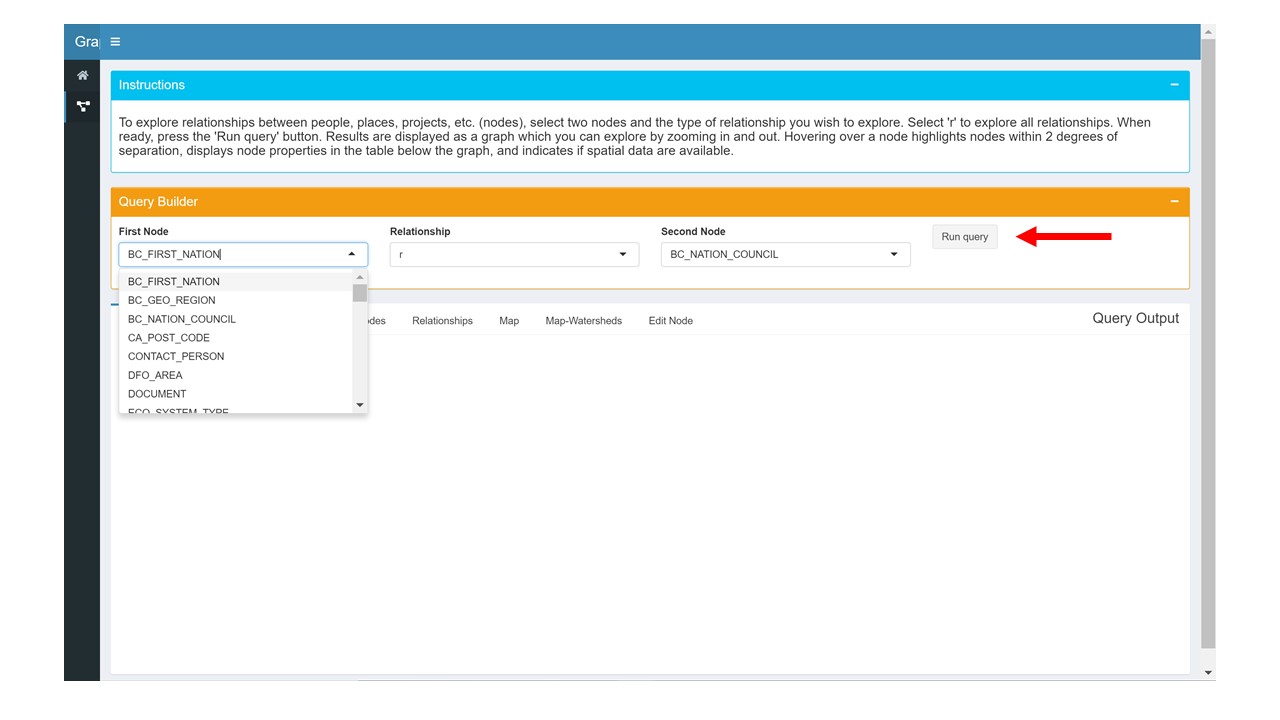 Gra
Instructions
To explore relationships between people, places, projects, etc. (nodes), select two nodes and the type of relationship you wish to explore. Select 'r' to explore all relationships. When
ready, press the 'Run query' button. Results are displayed as a graph which you can explore by zooming in and out. Hovering over a node highlights nodes within 2 degrees of
separation, displays node properties in the table below the graph, and indicates if spatial data are available.
Query Builder
First Node Relationship Second Node
Run query
BC_FIRST_NATION r BC_NATION_COUNCIL
BC_FIRST_NATION
BC_GEO_REGION
BC_NATION_COUNCIL
CA_POST_CODE
CONTACT_PERSON
DFO_AREA
DOCUMENT
ECO_SYSTEM_TYPE
des Relationships Map Map-Watersheds Edit Node Query Output